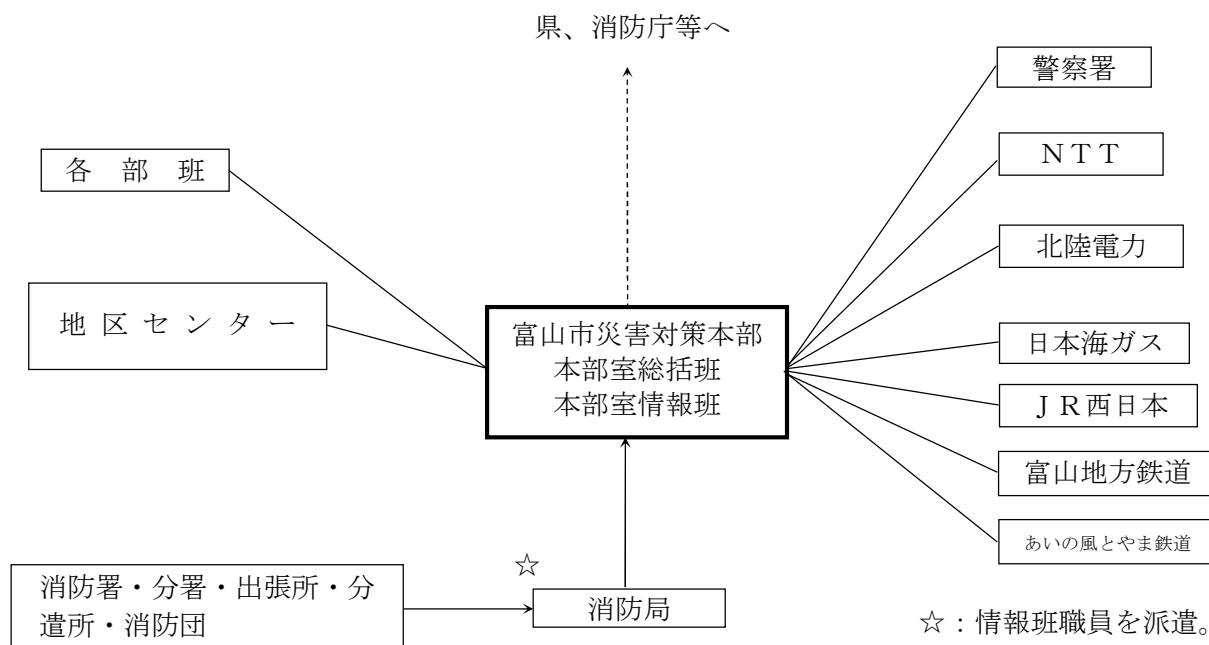 県、消防庁等へ
警察署
各　部　班
ＮＴＴ
北陸電力
地 区 セ ン タ ー
富山市災害対策本部
本部室総括班
本部室情報班
日本海ガス
ＪＲ西日本
富山地方鉄道
あいの風とやま鉄道
☆
消防署・分署・出張所・分
遣所・消防団
消防局
☆：情報班職員を派遣。